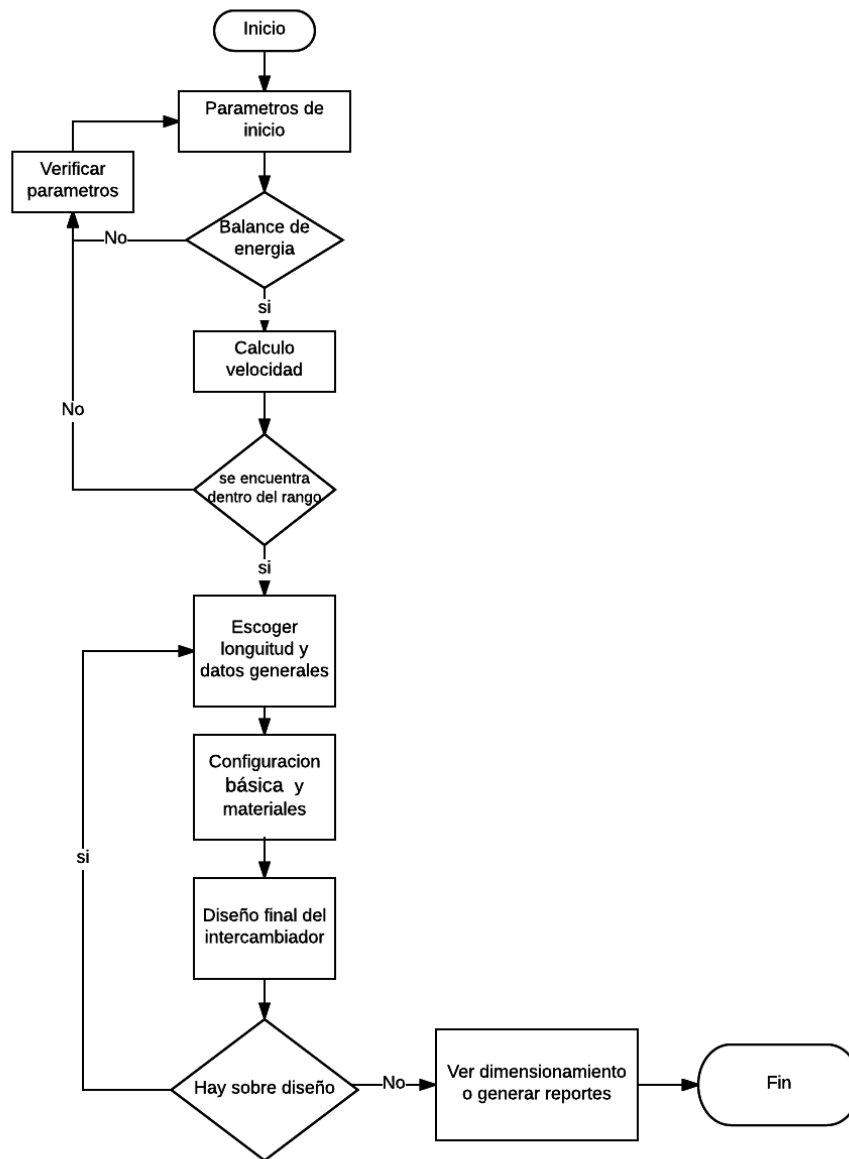 Inicio
Parametros de
inicio
Verificar
parametros
Balance de
energia
No
si
Calculo
velocidad
No
se encuentra
dentro del rango
si
Escoger
longuitud y
datos generales
Configuracion
básica y
materiales
si
Diseño final del
intercambiador
Hay sobre diseño
No
Ver dimensionamiento
o generar reportes
Fin